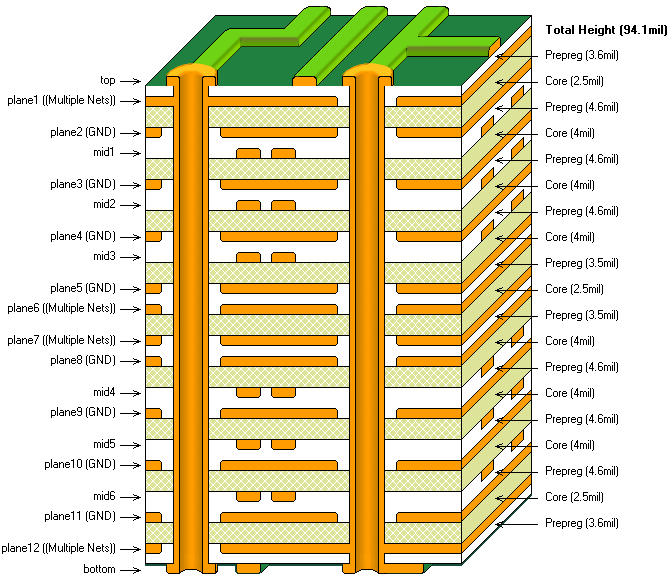 Total Height (94.1mil)
Prepreg (3.6mil)
top
Core (2.5mil)
plane1 ((Multiple Nets))
Prepreg (4.6mil)
plane2 (GND)
Core (4mil)
mid1
Prepreg (4.6mil)
plane3 (GND)
Core (4mil)
mid2
Prepreg (4.6mil)
plane4 (GND)
Core (4mil)
mid3
Prepreg (3.5mil)
plane5 (GND)
Core (2.5mil)
plane6 ((Multiple Nets))
Prepreg (3.5mil)
plane7 ((Multiple Nets))
Core (4mil)
plane8 (GND)
Prepreg (4.6mil)
mid4
Core (4mil)
plane9 (GND)
Prepreg (4.6mil)
mid5
Core (4mil)
plane10 (GND)
Prepreg (4.6mil)
mid6
Core (2.5mil)
plane11 (GND)
Prepreg (3.6mil)
plane12 ((Multiple Nets))
bottom